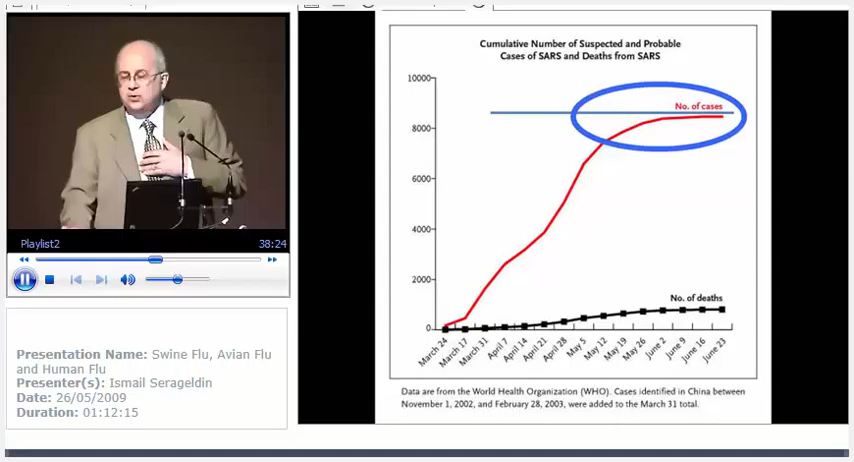 Playlist2 38:24
Presentation Name: Swine Flu, Avian Flu
and Human Flu
Presenter(s): Ismail Serageldin
Date: 26/05/2009
Duration: 01:12:15
Cumulative Number of Suspected and Probable
Cases of SARS and Deaths from SARS
10000
8000
6000
4000
2000
0
No. of cases
No. of deaths
March 24
March 17
March 31
April 7
April 14
April 21
April 28
May 5
May 12
May 19
May 26
June 2
June 9
June 16
June 23
Data are from the World Health Organization (WHO). Cases identified in China between
November 1, 2002, and February 28, 2003, were added to the March 31 total.